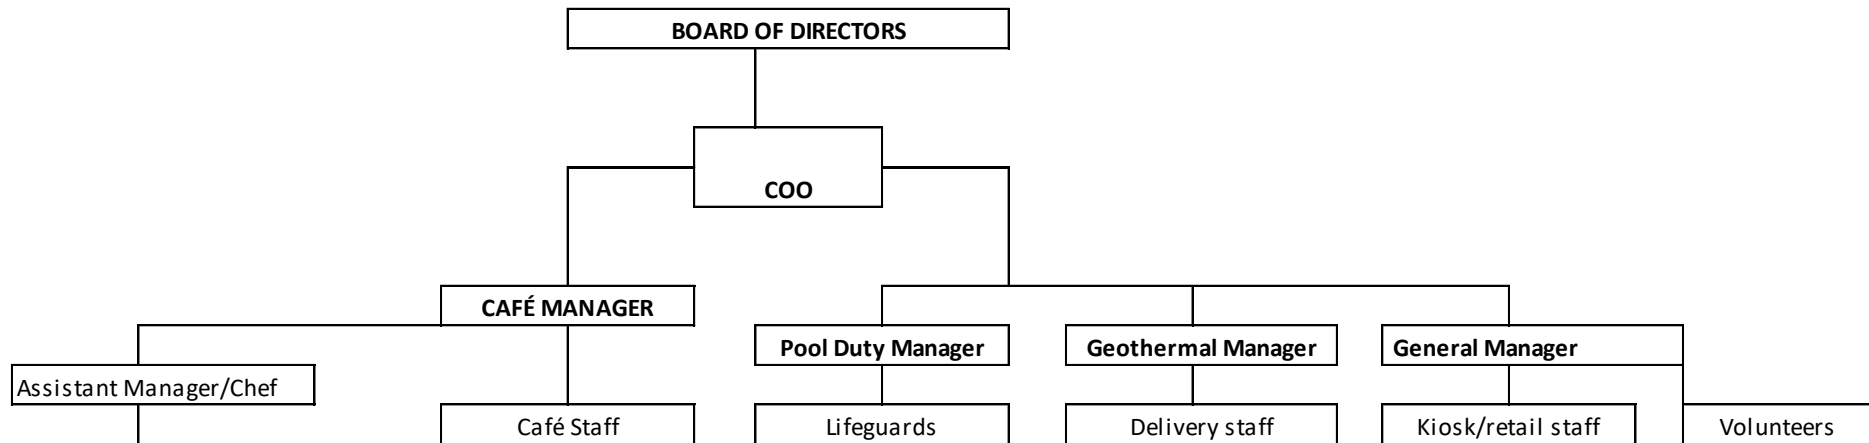 BOARD OF DIRECTORS
COO
CAFÉ MANAGER
Pool Duty Manager
Geothermal Manager
General Manager
Assistant Manager/Chef
Café Staff
Lifeguards
Delivery staff
Kiosk/retail staff
Volunteers